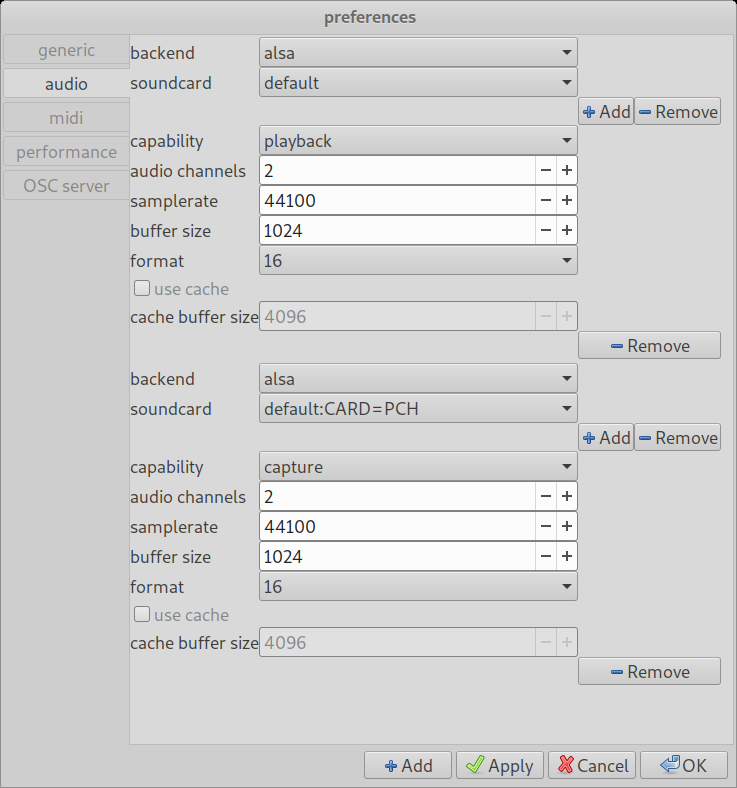 preferences
generic
audio
midi
performance
OSC server
backend alsa
soundcard default
Add Remove
capability playback
audio channels 2
samplerate 44100
buffer size 1024
format 16
use cache
cache buffer size 4096
Remove
backend alsa
soundcard default:CARD=PCH
Add Remove
capability capture
audio channels 2
samplerate 44100
buffer size 1024
format 16
use cache
cache buffer size 4096
Remove
Add Apply Cancel OK